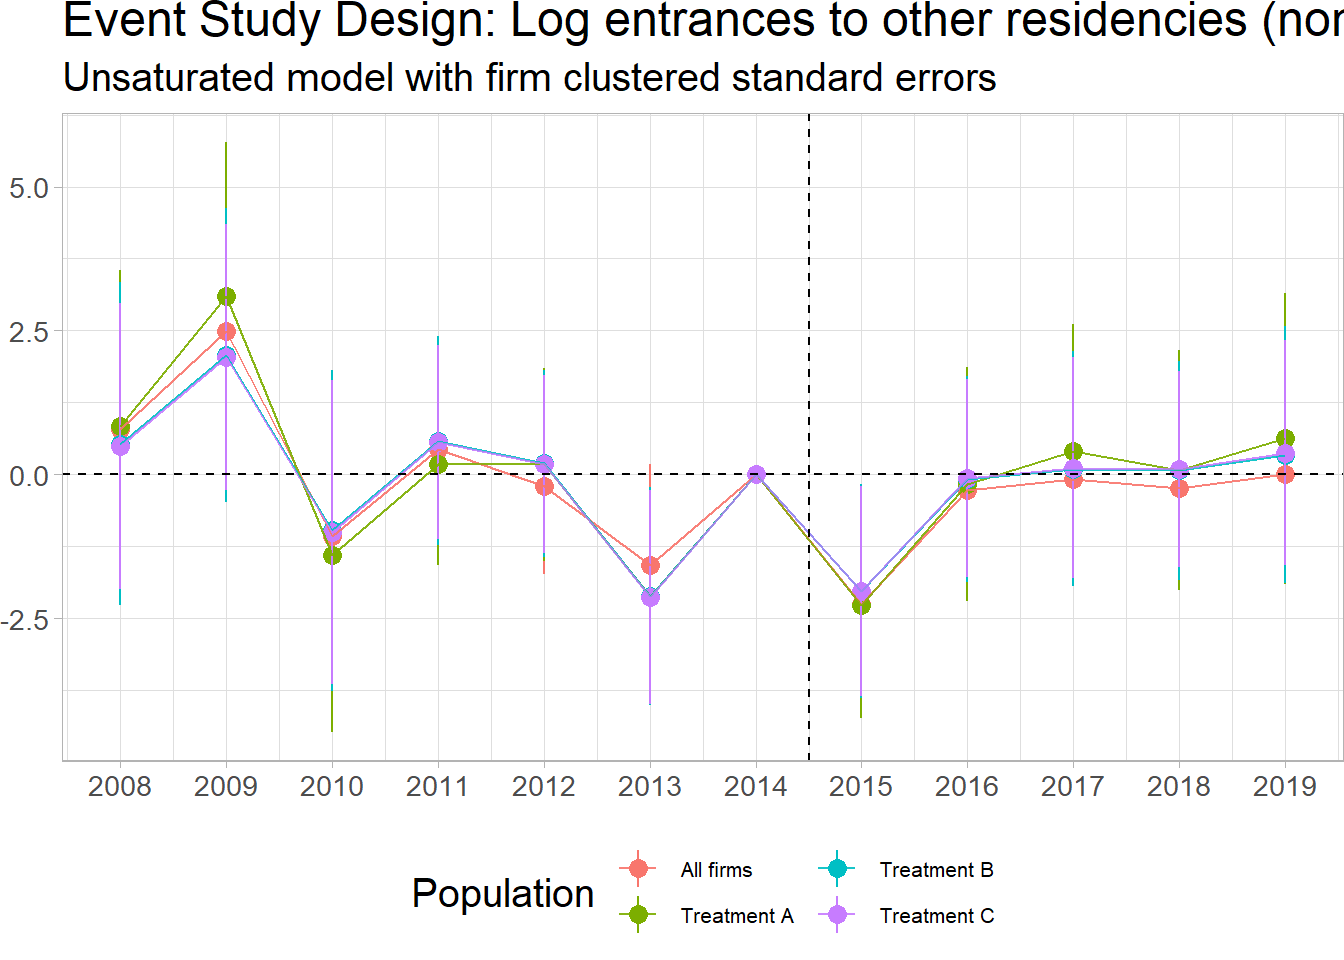 Event Study Design: Log entrances to other residencies (nor
Unsaturated model with firm clustered standard errors
5.0
2.5
0.0
-2.5
2008 2009 2010 2011 2012 2013 2014 2015 2016 2017 2018 2019
Population
All firms
Treatment B
Treatment A
Treatment C